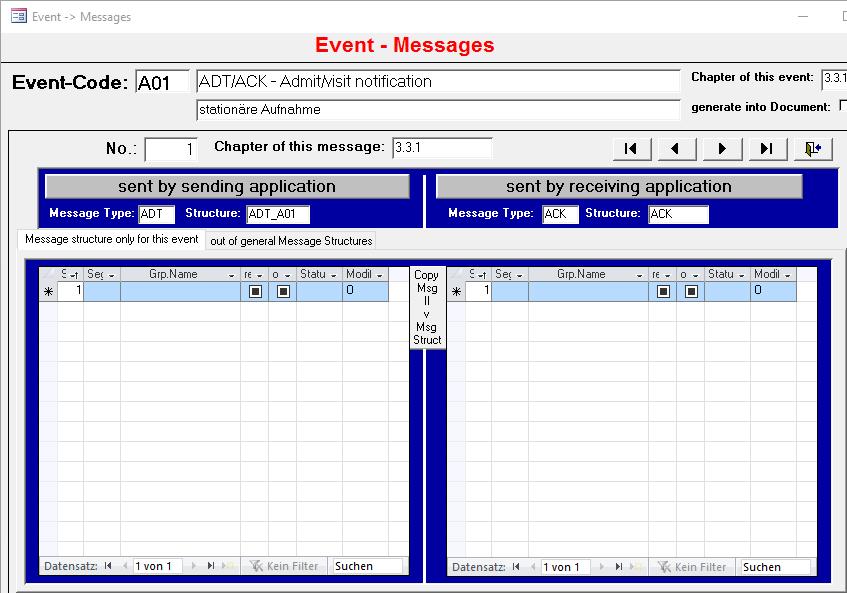 Event -> Messages
Event - Messages
Event-Code: A01 ADT/ACK - Admit/visit notification Chapter of this event: 3.3.1
stationäre Aufnahme generate into Document:
No.: 1 Chapter of this message: 3.3.1
sent by sending application sent by receiving application
Message Type: ADT Structure: ADT_A01 Message Type: ACK Structure: ACK
Message structure only for this event out of general Message Structures
S Seg Grp.Name re o Statu Modif
1 0
Copy
Msg
||
v
Msg
Struct
S Seg Grp.Name re o Statu Modif
1 0
Datensatz: 1 von 1 Kein Filter Suchen
Datensatz: 1 von 1 Kein Filter Suchen